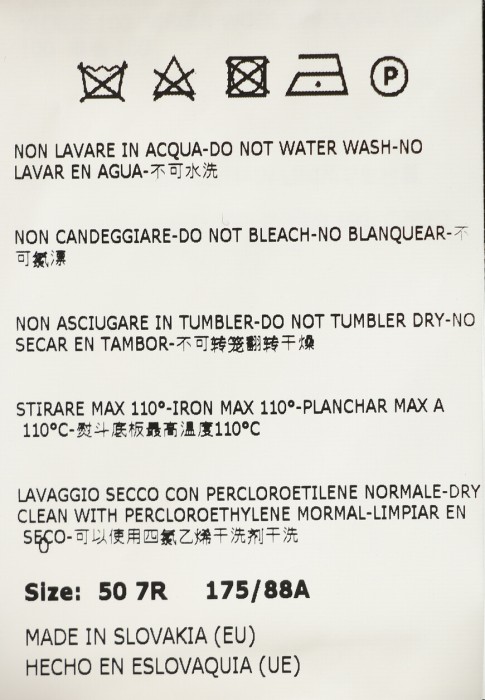 P
NON LAVARE IN ACQUA-DO NOT WATER WASH-NO
LAVAR EN AGUA-不可水洗
NON CANDEGGIARE-DO NOT BLEACH-NO BLANQUEAR-不
可氯漂
NON ASCIUGARE IN TUMBLER-DO NOT TUMBLER DRY-NO
SECAR EN TAMBOR-不可转笼翻转干燥
STIRARE MAX 110°-IRON MAX 110°-PLANCHAR MAX A
110°C-熨斗底板最高温度110°C
LAVAGGIO SECCO CON PERCLOROETILENE NORMALE-DRY
CLEAN WITH PERCLOROETHYLENE MORMAL-LIMPIAR EN
SECO-可以使用四氯乙烯干洗剂干洗
Size: 50 7R 175/88A
MADE IN SLOVAKIA (EU)
HECHO EN ESLOVAQUIA (UE)